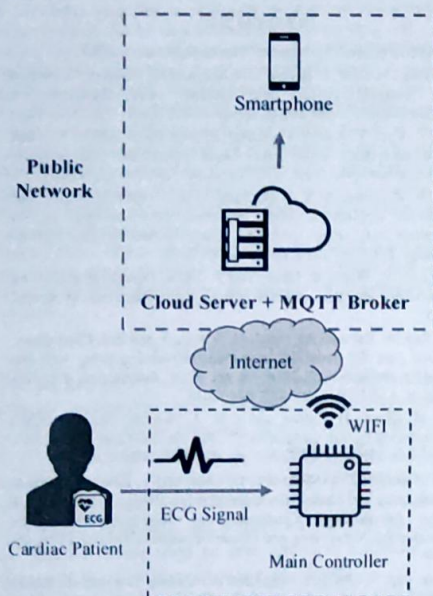 Smartphone
Public
Network
Cloud Server + MQTT Broker
Internet
WIFI
ECG
ECG Signal
Cardiac Patient
Main Controller